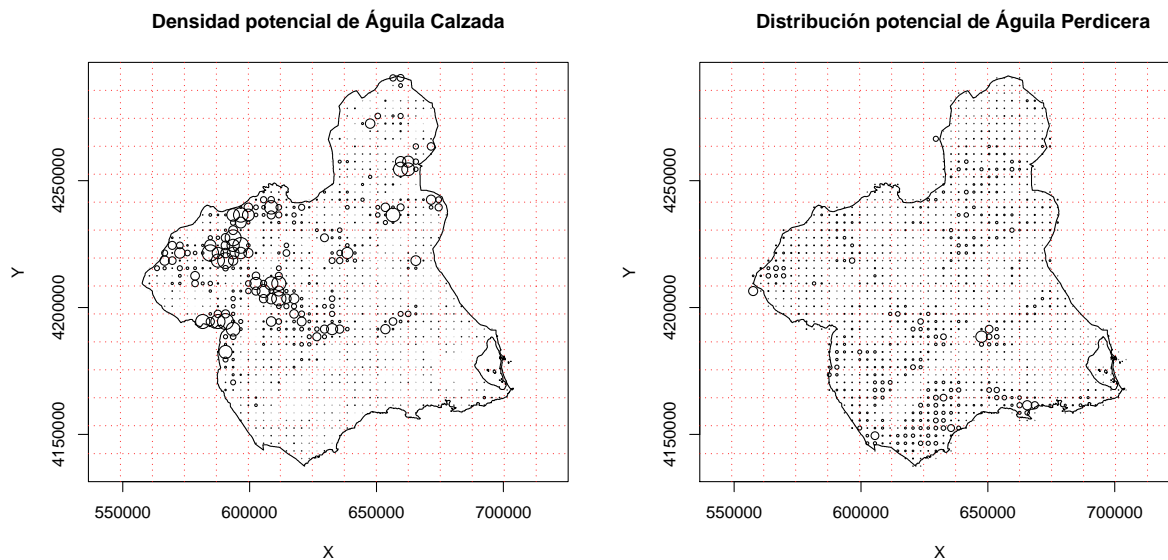 Densidad potencial de Águila Calzada
Y
4250000
4200000
4150000
550000 600000 650000 700000
X
Distribución potencial de Águila Perdicera
Y
4250000
4200000
4150000
550000 600000 650000 700000
X